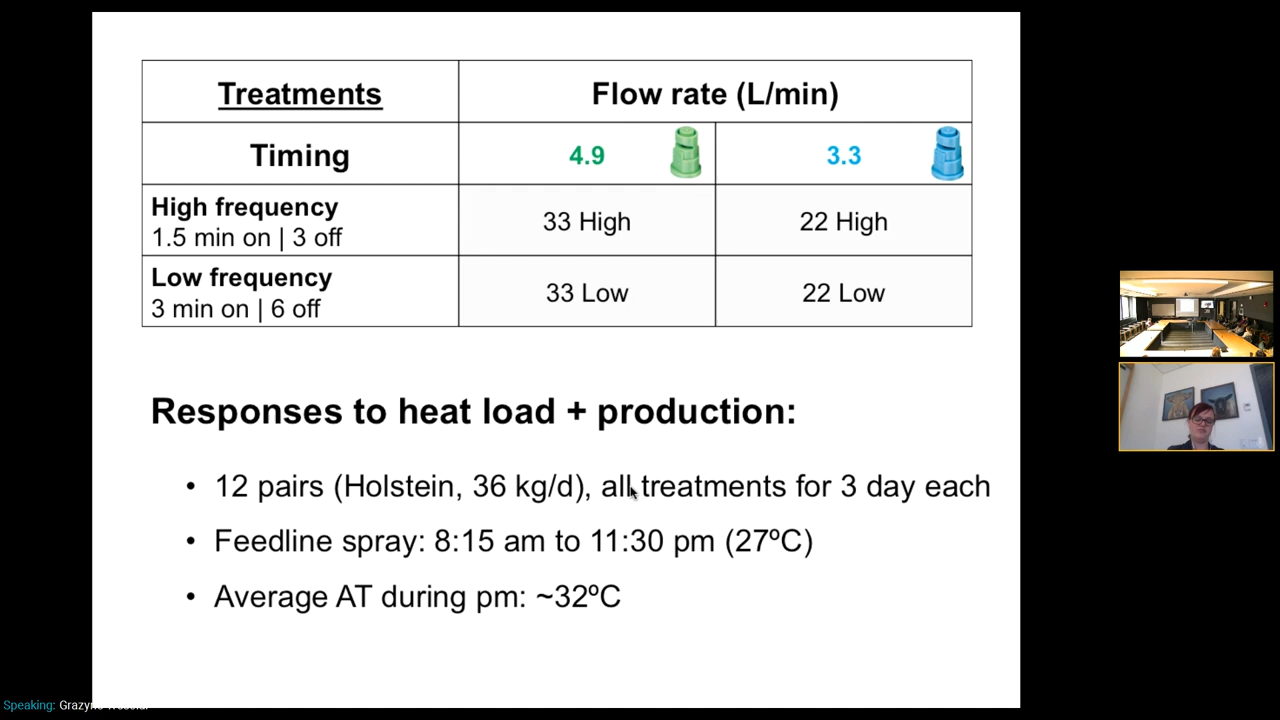 Treatments
Flow rate (L/min)
Timing
4.9
3.3
High frequency
1.5 min on | 3 off
33 High
22 High
Low frequency
3 min on | 6 off
33 Low
22 Low
Responses to heat load + production:
• 12 pairs (Holstein, 36 kg/d), all treatments for 3 day each
• Feedline spray: 8:15 am to 11:30 pm (27ºC)
• Average AT during pm: ~32ºC
Speaking: